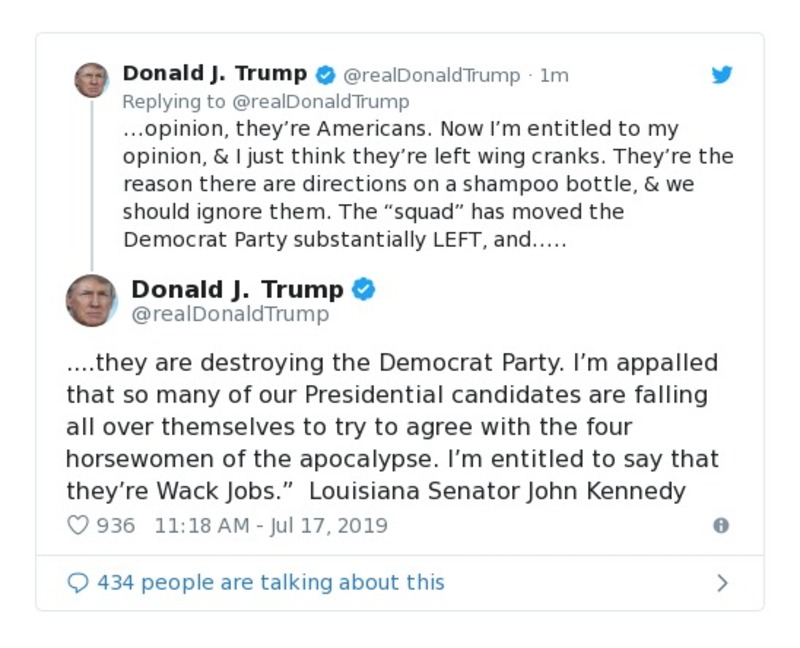 Donald J. Trump @realDonaldTrump · 1m
Replying to @realDonaldTrump
…opinion, they’re Americans. Now I’m entitled to my
opinion, & I just think they’re left wing cranks. They’re the
reason there are directions on a shampoo bottle, & we
should ignore them. The “squad” has moved the
Democrat Party substantially LEFT, and…..
Donald J. Trump
@realDonaldTrump
....they are destroying the Democrat Party. I’m appalled
that so many of our Presidential candidates are falling
all over themselves to try to agree with the four
horsewomen of the apocalypse. I’m entitled to say that
they’re Wack Jobs.”  Louisiana Senator John Kennedy
936 11:18 AM - Jul 17, 2019
434 people are talking about this